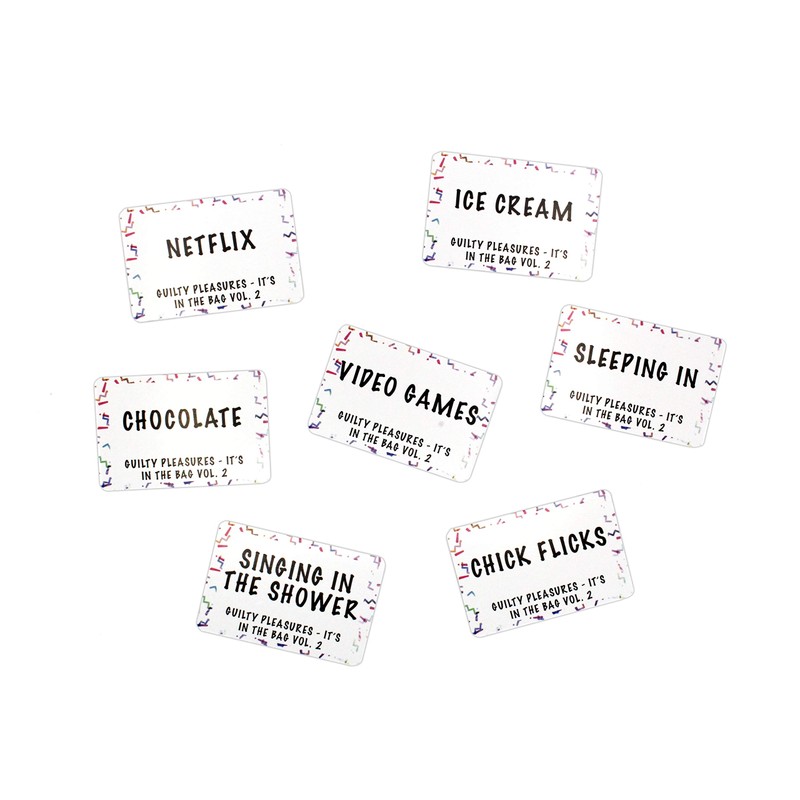 NETFLIX
GUILTY PLEASURES - IT'S
IN THE BAG VOL. 2
ICE CREAM
GUILTY PLEASURES - IT'S
IN THE BAG VOL. 2
CHOCOLATE
GUILTY PLEASURES - IT'S
IN THE BAG VOL. 2
VIDEO GAMES
GUILTY PLEASURES - IT'S
IN THE BAG VOL. 2
SLEEPING IN
GUILTY PLEASURES - IT'S
IN THE BAG VOL. 2
SINGING IN
THE SHOWER
GUILTY PLEASURES - IT'S
IN THE BAG VOL. 2
CHICK FLICKS
GUILTY PLEASURES - IT'S
IN THE BAG VOL. 2